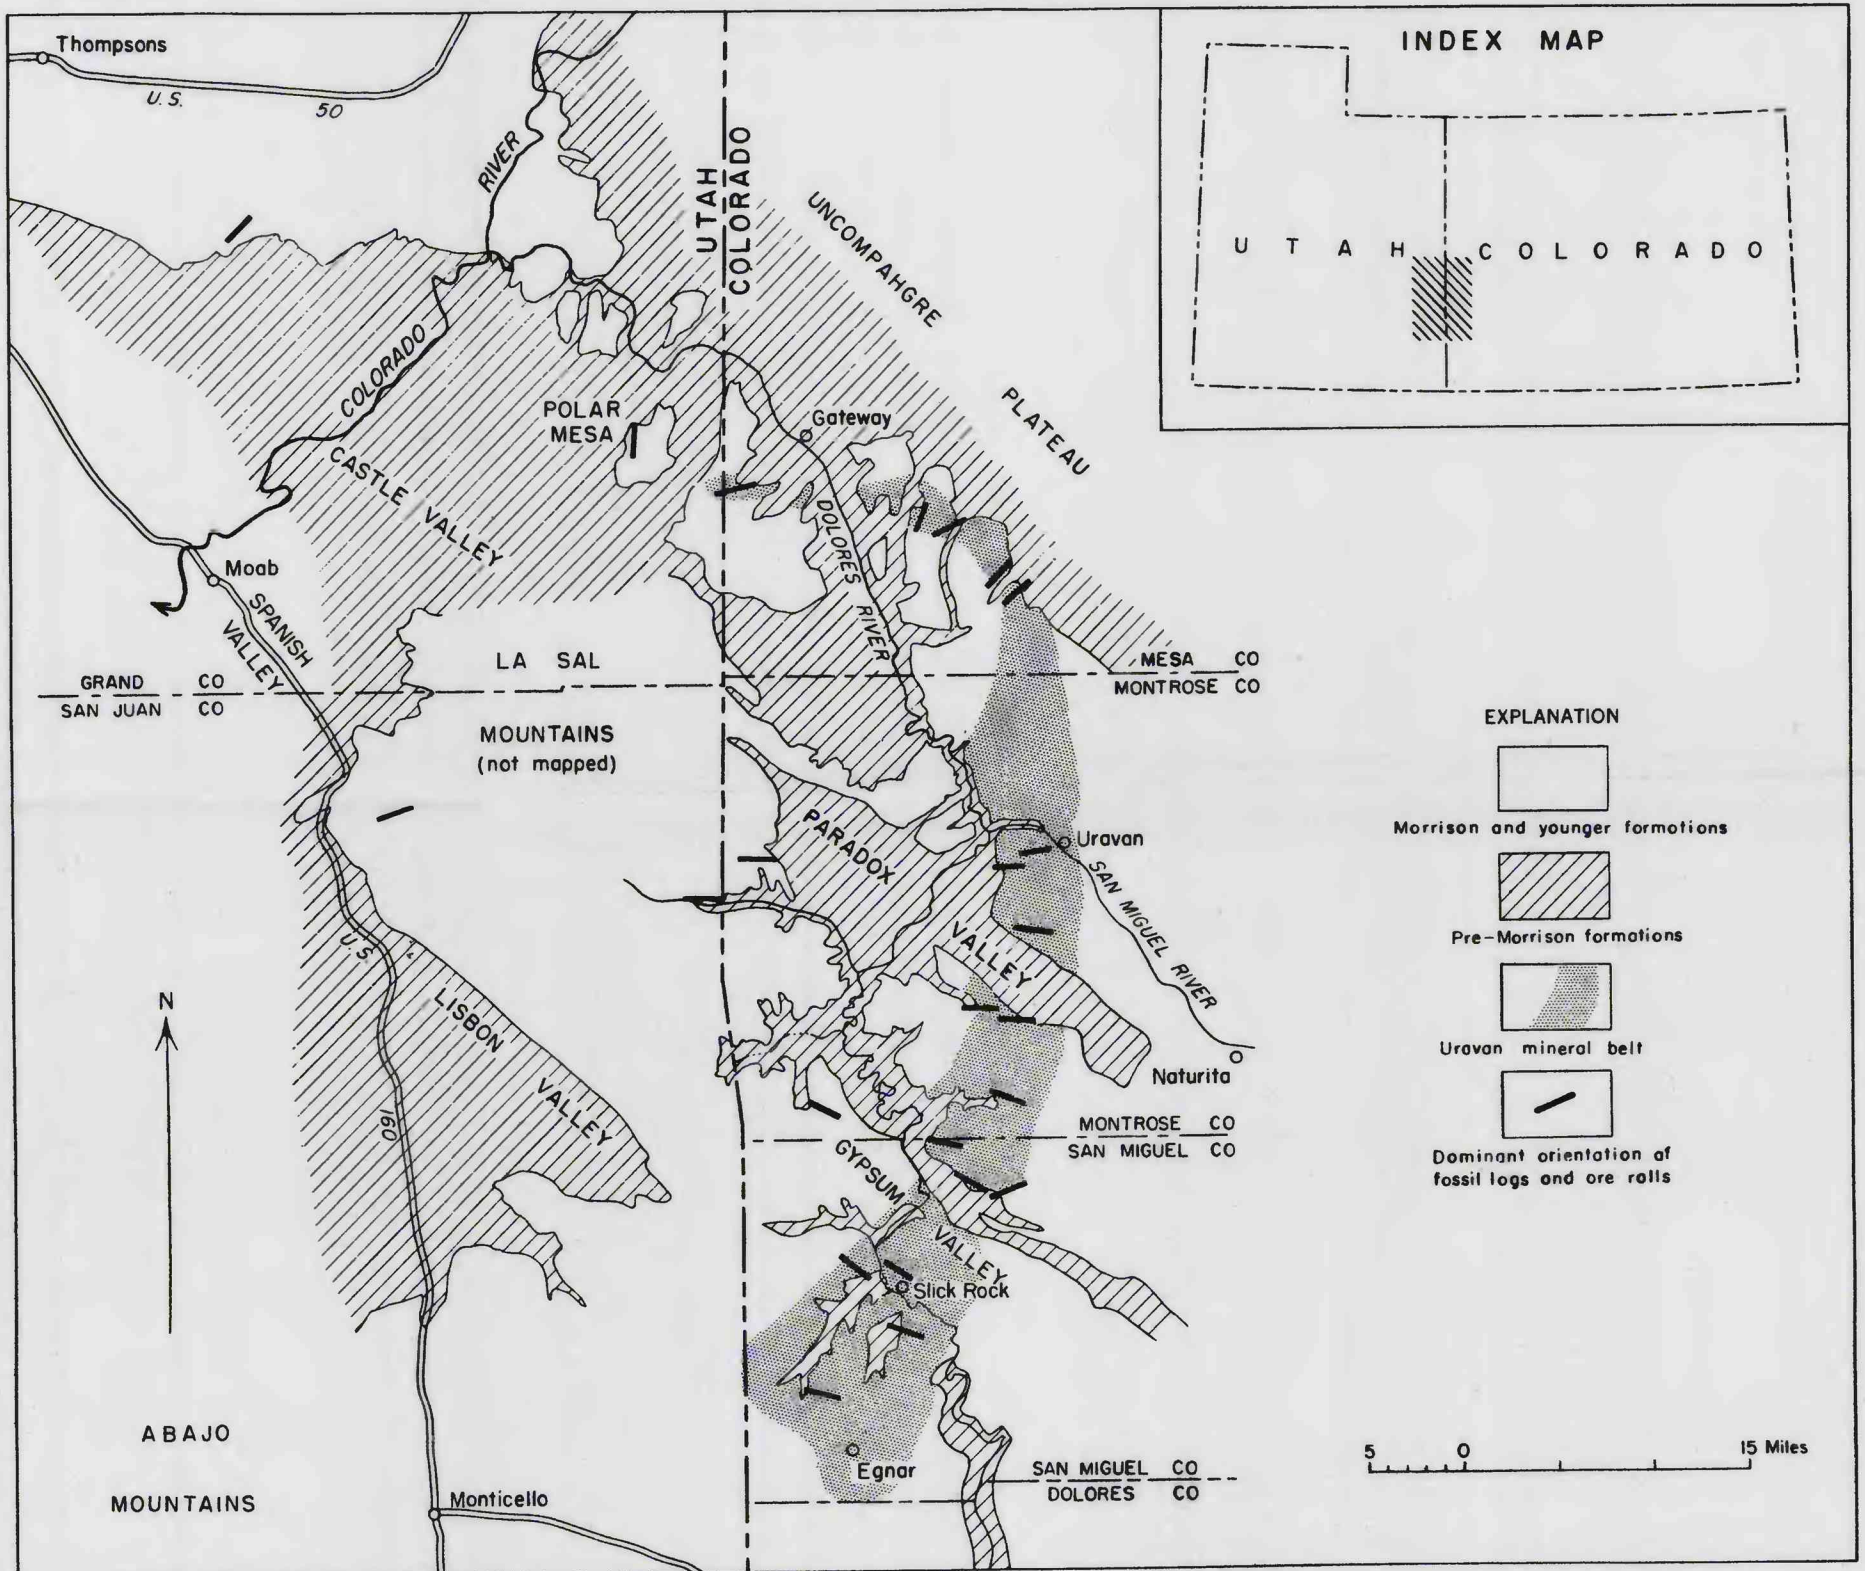 Thompsons
U.S. 50
RIVER
UTAH
COLORADO
UNCOMPAHGRE
PLATEAU
COLORADO
POLAR
MESA
Gateway
CASTLE VALLEY
DOLORES
RIVER
Moab
SPANISH
VALLEY
LA SAL
MOUNTAINS
(not mapped)
GRAND CO
SAN JUAN CO
MESA CO
MONTROSE CO
PARADOX
VALLEY
Uravan
SAN MIGUEL RIVER
Naturita
U.S.
160
LISBON
VALLEY
N
MONTROSE CO
SAN MIGUEL CO
GYPSUM
VALLEY
Slick Rock
Egnar
SAN MIGUEL CO
DOLORES CO
ABAJO
MOUNTAINS
Monticello
INDEX MAP
UTAH
COLORADO
EXPLANATION
Morrison and younger formations
Pre-Morrison formations
Uravan mineral belt
Dominant orientation of
fossil logs and ore rolls
5 0 15 Miles